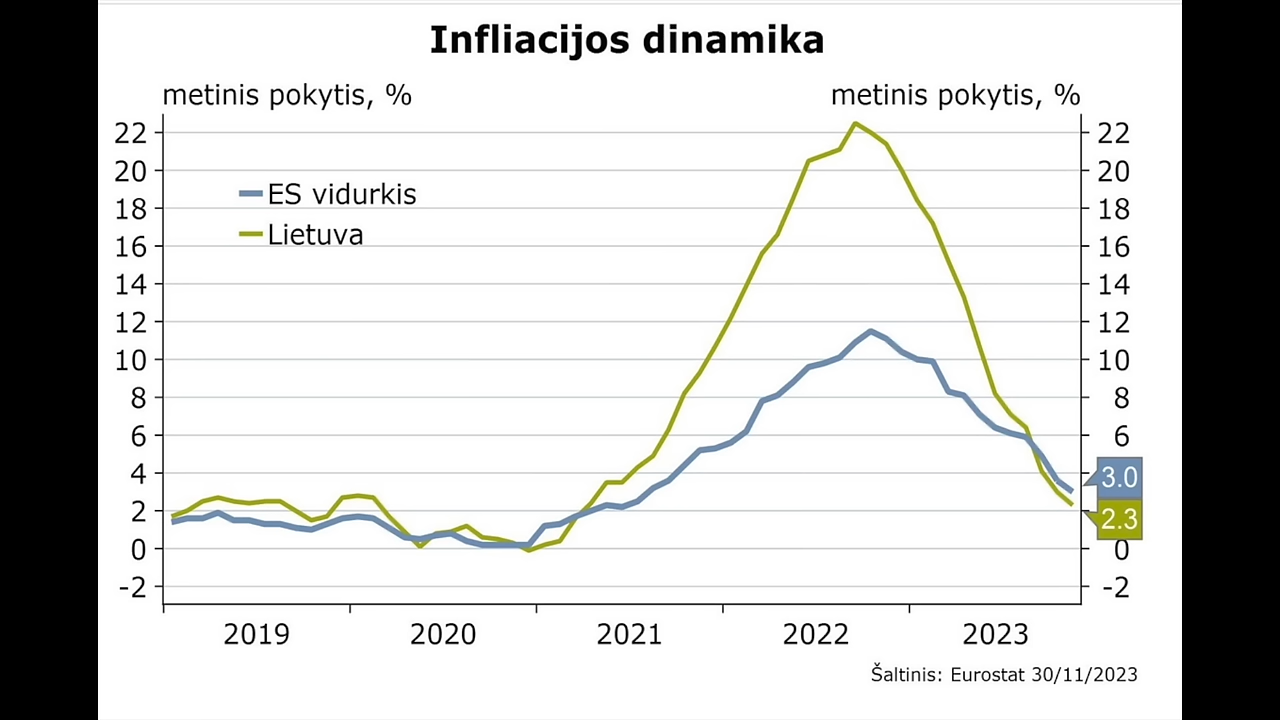 Infliacijos dinamika
metinis pokytis, % metinis pokytis, %
22 22
20 20
ES vidurkis
18 18
Lietuva
16 16
14 14
12 12
10 10
8 8
6 6
4 3.0
2 2.3
0 0
-2 -2
2019 2020 2021 2022 2023
Šaltinis: Eurostat 30/11/2023